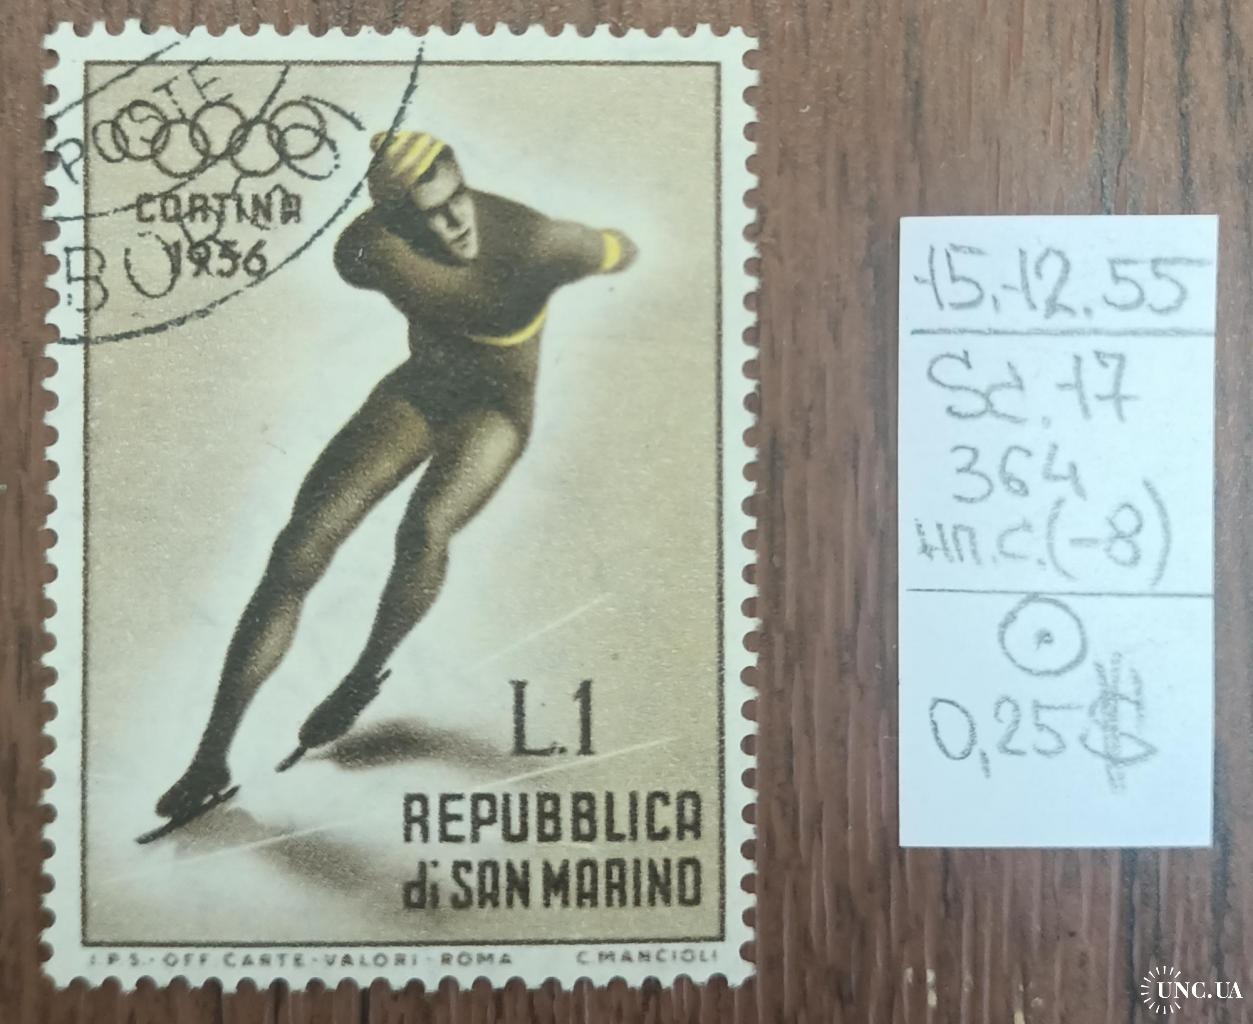 POSTE
CORTINA
1956
L.1
REPUBBLICA
di SAN MARINO
I.P.S.-OFF. CARTE-VALORI-ROMA C. MANCIOLI
15.12.55
Sc. 17
364
(-8)
0,25
UNC.UA